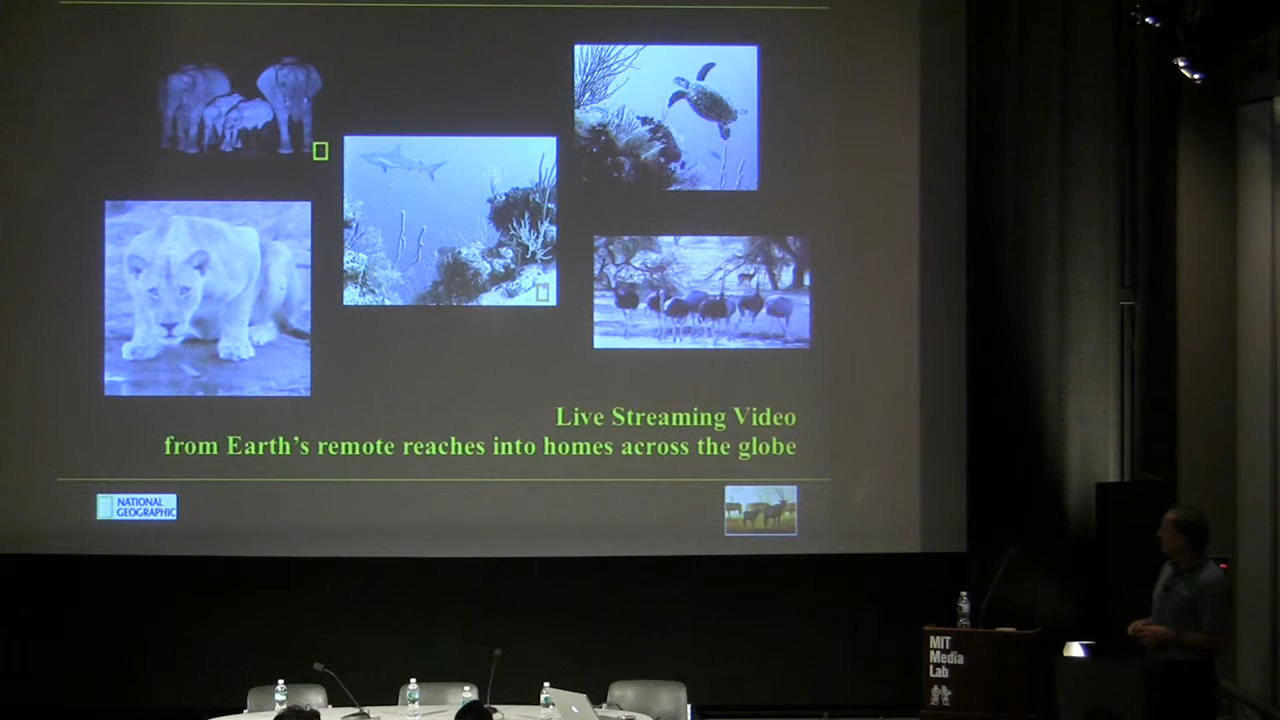 Live Streaming Video
from Earth's remote reaches into homes across the globe
NATIONAL
GEOGRAPHIC
MIT
Media
Lab